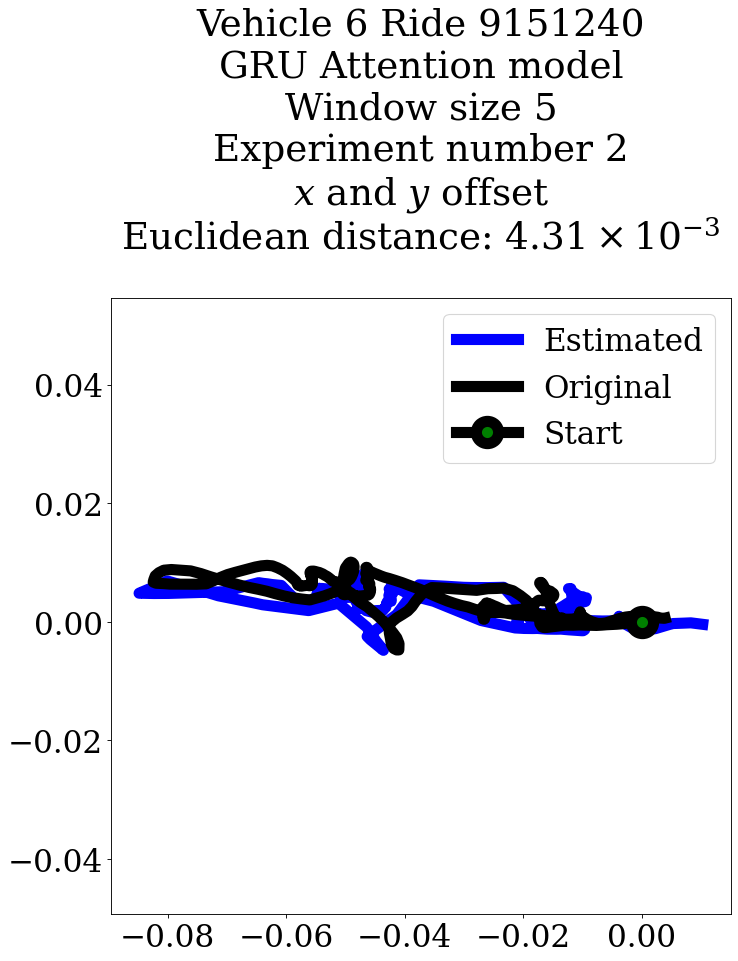 Vehicle 6 Ride 9151240
GRU Attention model
Window size 5
Experiment number 2
x and y offset
Euclidean distance: 4.31 × 10⁻³
Estimated
Original
Start
0.04
0.02
0.00
−0.02
−0.04
−0.08 −0.06 −0.04 −0.02 0.00